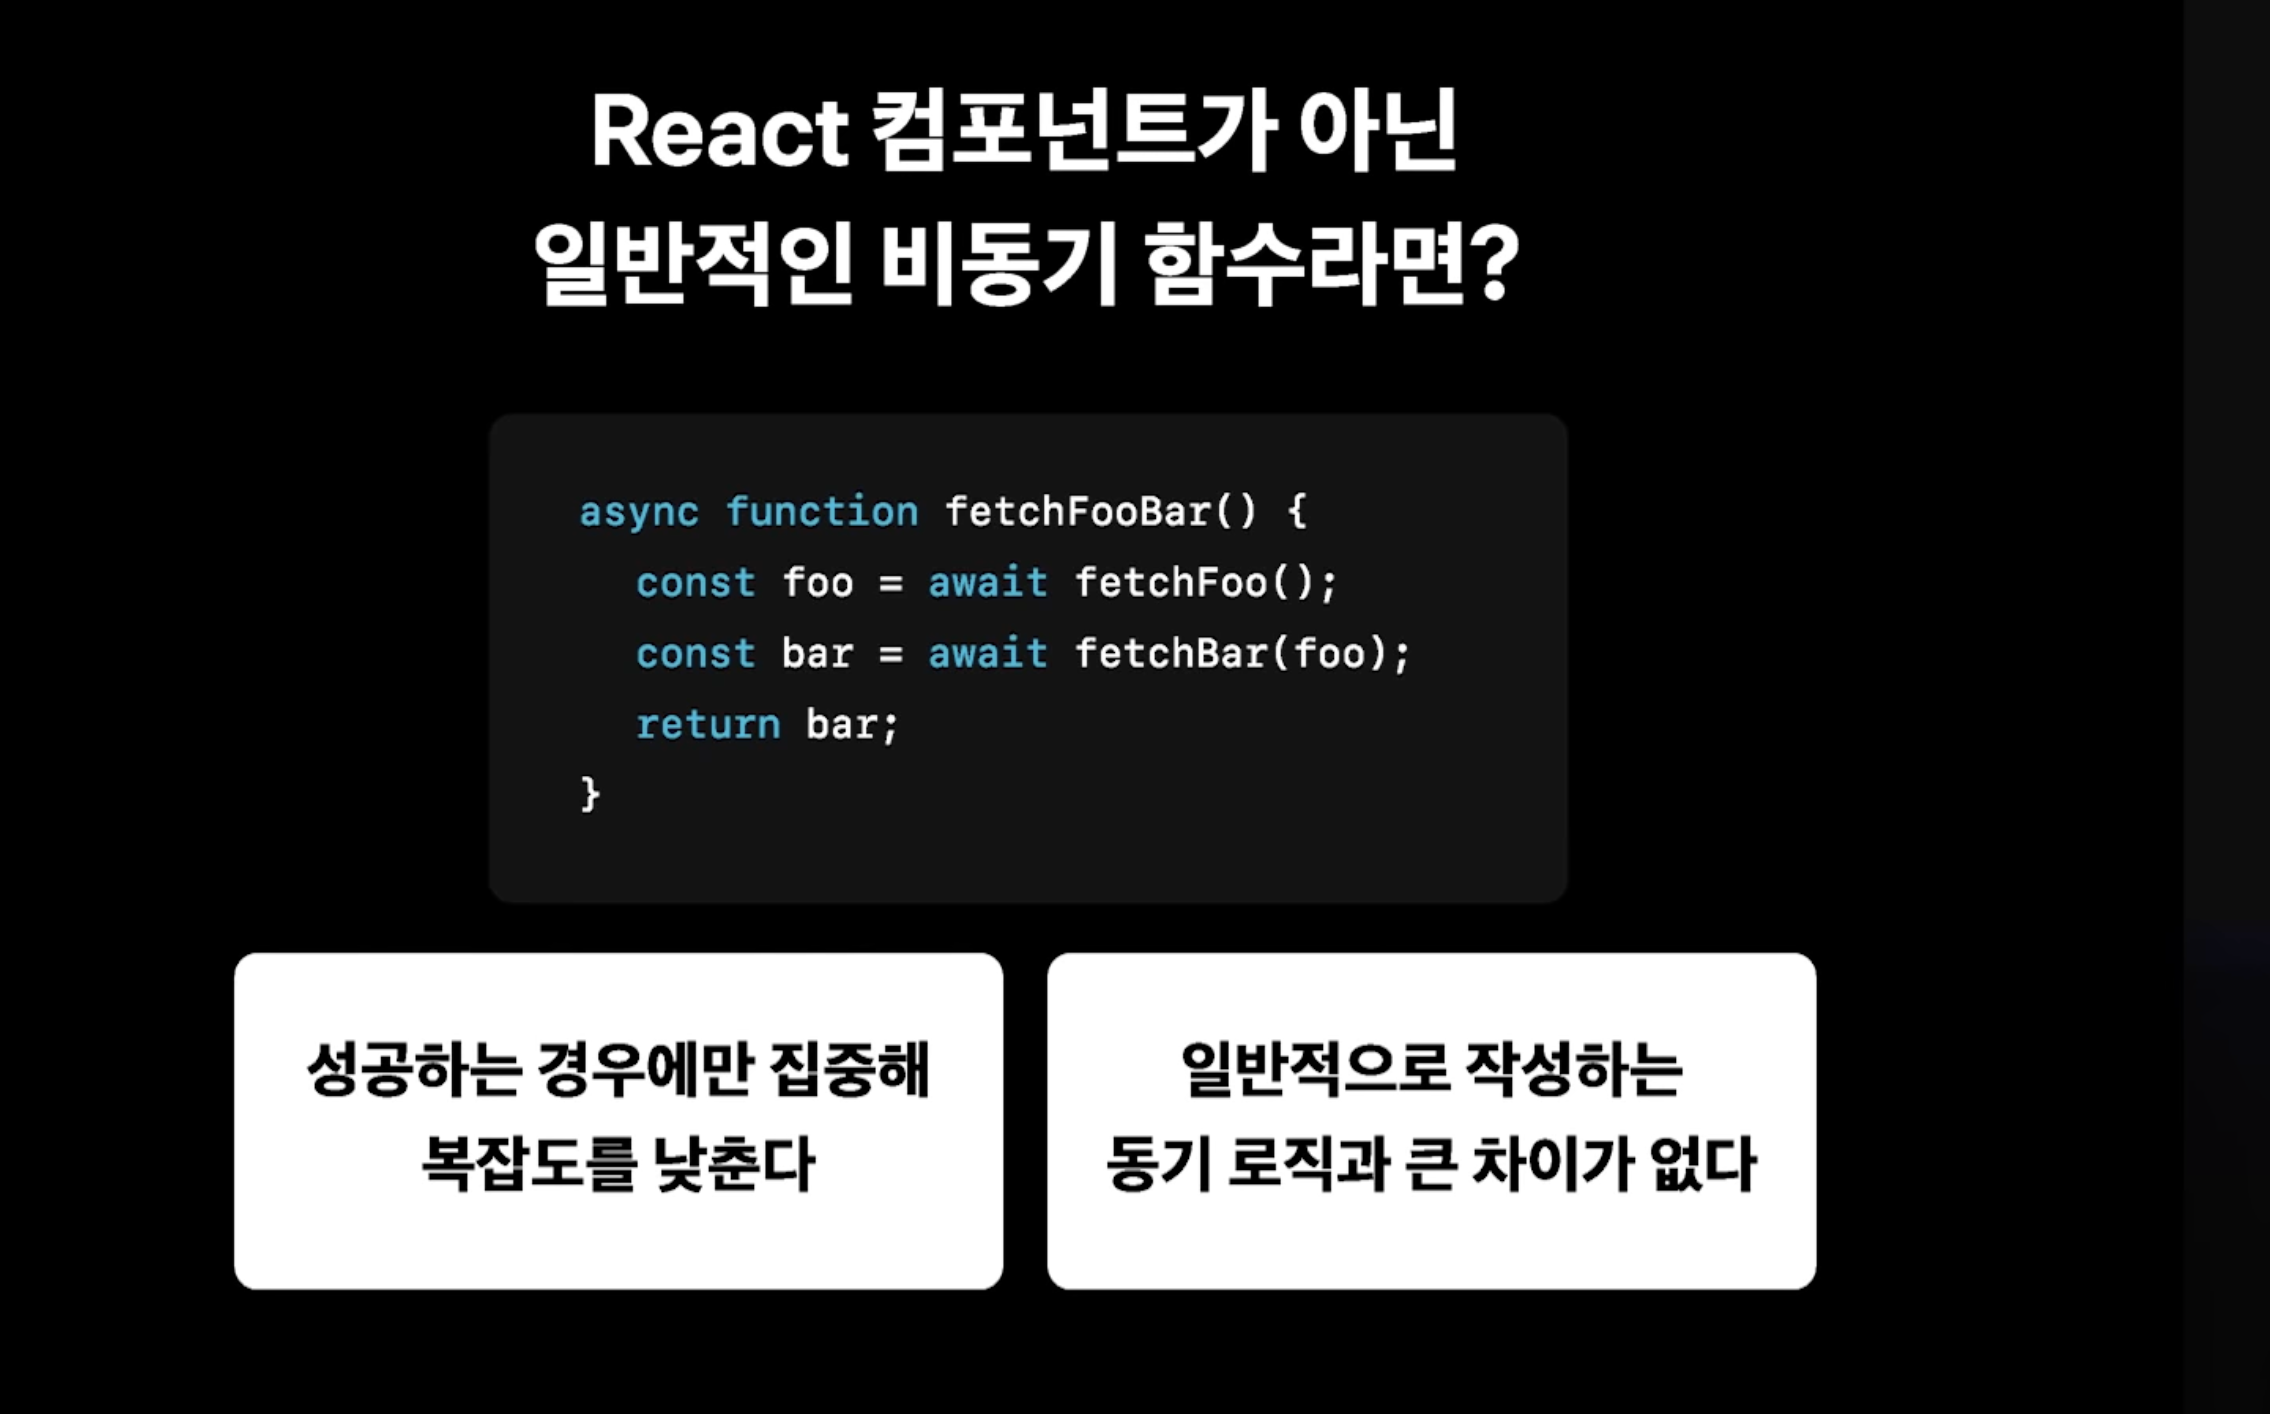 React 컴포넌트가 아닌
일반적인 비동기 함수라면?
async function fetchFooBar() {
const foo = await fetchFoo();
const bar = await fetchBar(foo);
return bar;
}
성공하는 경우에만 집중해
복잡도를 낮춘다
일반적으로 작성하는
동기 로직과 큰 차이가 없다